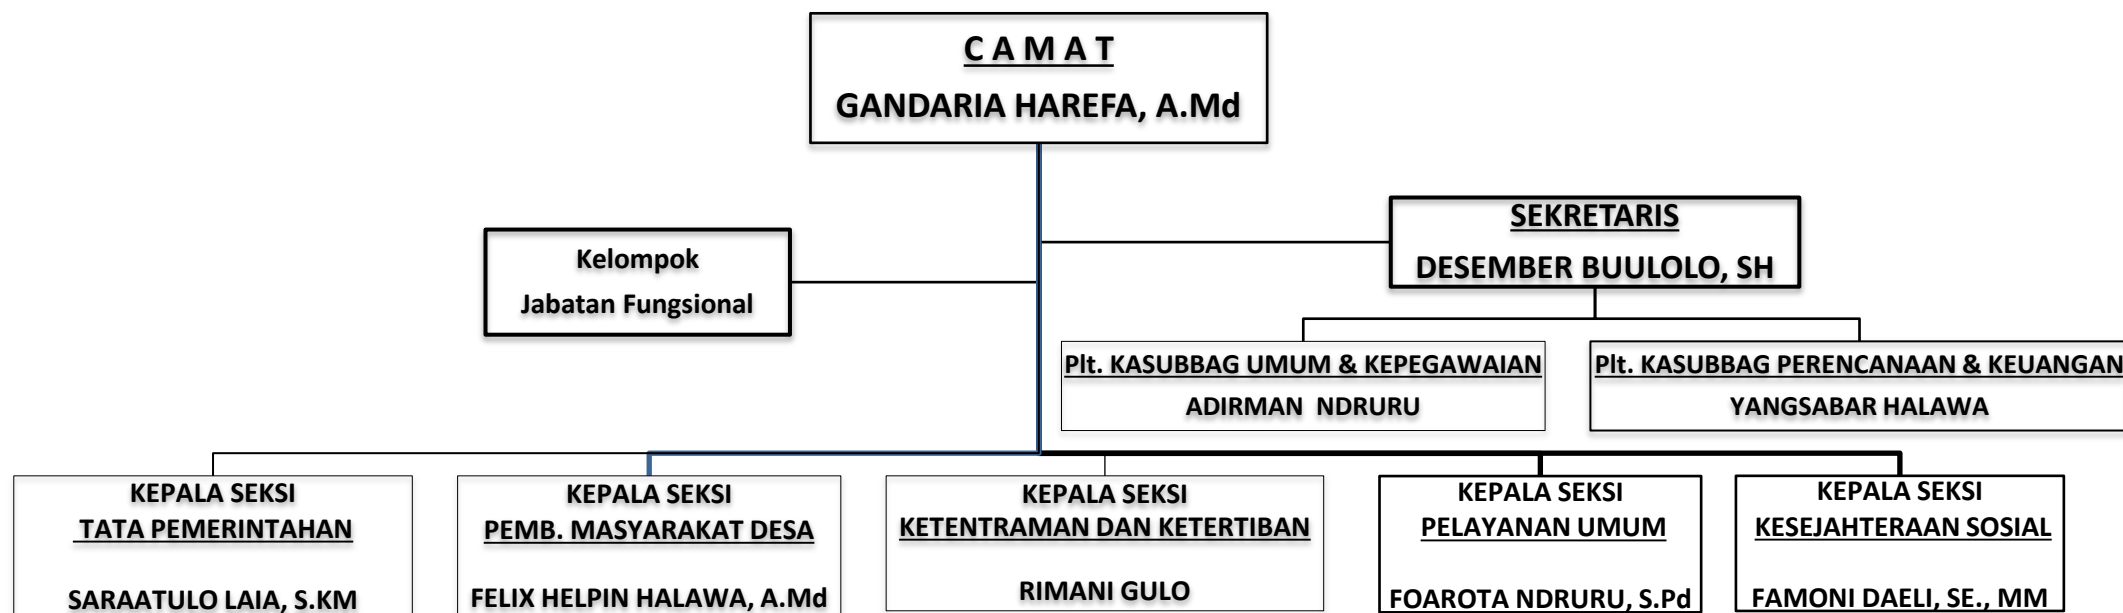 C A M A T
GANDARIA HAREFA, A.Md
SEKRETARIS
DESEMBER BUULOLO, SH
Kelompok
Jabatan Fungsional
Plt. KASUBBAG UMUM & KEPEGAWAIAN
ADIRMAN NDRURU
Plt. KASUBBAG PERENCANAAN & KEUANGAN
YANGSABAR HALAWA
KEPALA SEKSI
TATA PEMERINTAHAN
SARAATULO LAIA, S.KM
KEPALA SEKSI
PEMB. MASYARAKAT DESA
FELIX HELPIN HALAWA, A.Md
KEPALA SEKSI
KETENTRAMAN DAN KETERTIBAN
RIMANI GULO
KEPALA SEKSI
PELAYANAN UMUM
FOAROTA NDRURU, S.Pd
KEPALA SEKSI
KESEJAHTERAAN SOSIAL
FAMONI DAELI, SE., MM